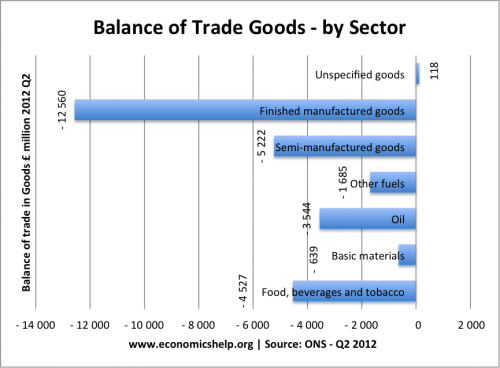 Balance of Trade Goods - by Sector
Balance of trade in Goods £ million 2012 Q2
Unspecified goods
118
Finished manufactured goods
- 12 560
Semi-manufactured goods
- 5 222
Other fuels
- 1 685
Oil
- 3 544
Basic materials
- 639
Food, beverages and tobacco
- 4 527
- 14 000 - 12 000 - 10 000 - 8 000 - 6 000 - 4 000 - 2 000 0 2 000
www.economicshelp.org | Source: ONS - Q2 2012